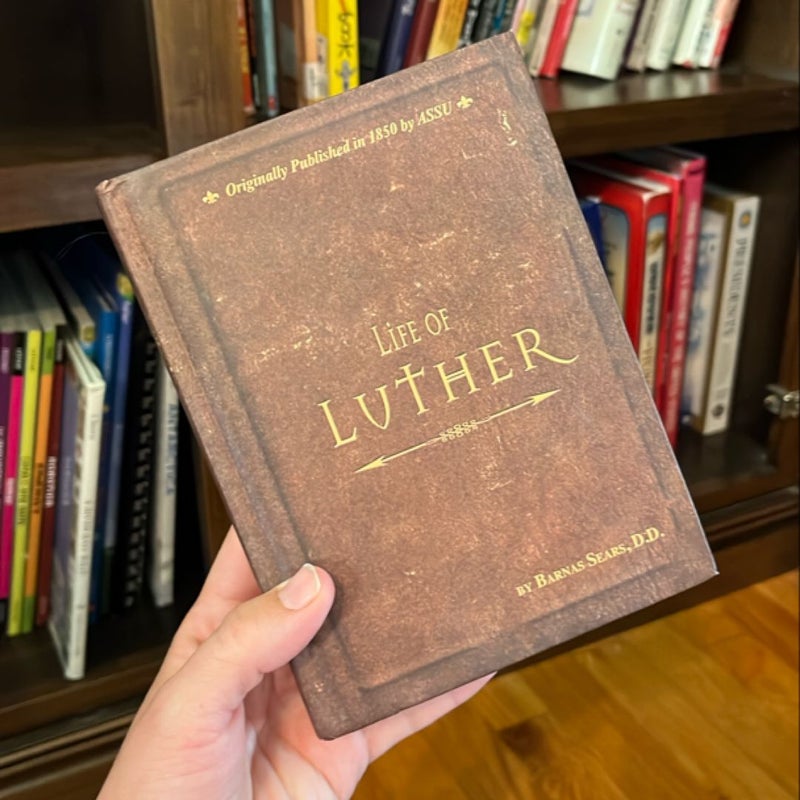 Originally Published in 1850 by ASSU
LIFE OF
LUTHER
BY BARNAS SEARS, D.D.